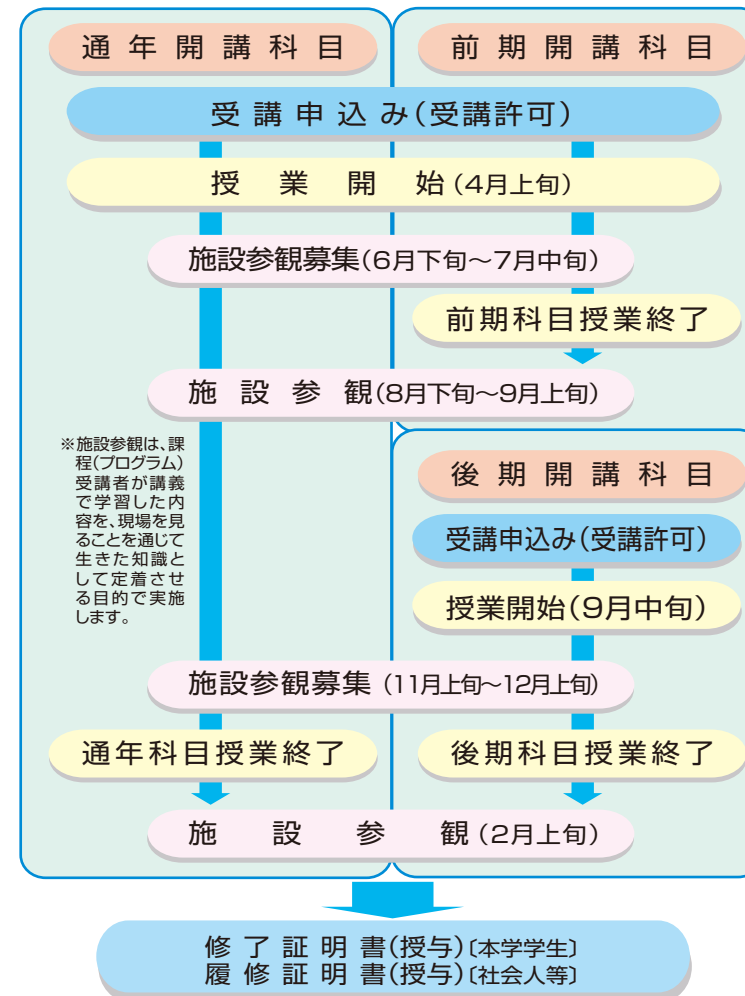 通年開講科目
前期開講科目
受講申込み(受講許可)
授業開始(4月上旬)
施設参観募集(6月下旬～7月中旬)
前期科目授業終了
施設参観(8月下旬～9月上旬)
※施設参観は、課
程(プログラム)
受講者が講義
で学習した内
容を、現場を見
ることを通じて
生きた知識と
して定着させ
る目的で実施
します。
後期開講科目
受講申込み(受講許可)
授業開始(9月中旬)
施設参観募集(11月上旬～12月上旬)
通年科目授業終了
後期科目授業終了
施設参観(2月上旬)
修了証明書(授与)〔本学学生〕
履修証明書(授与)〔社会人等〕